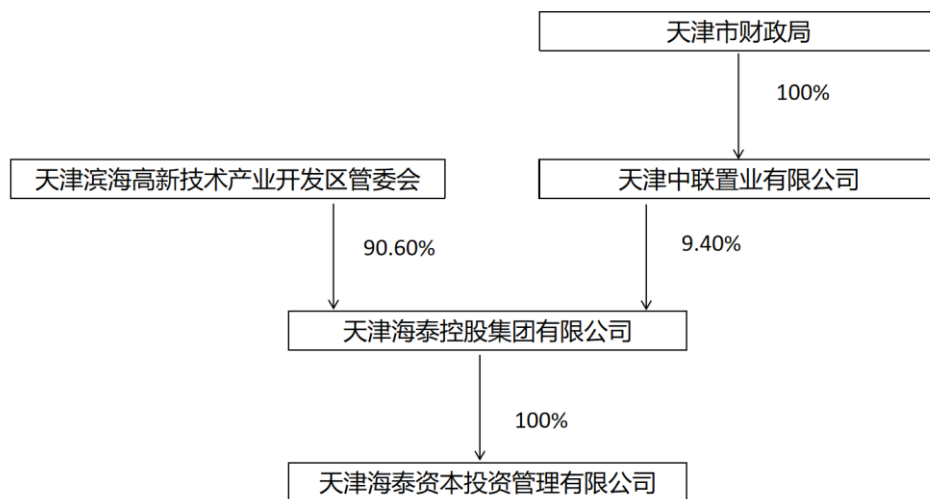 天津市财政局
100%
天津滨海高新技术产业开发区管委会
天津中联置业有限公司
90.60%
9.40%
天津海泰控股集团有限公司
100%
天津海泰资本投资管理有限公司